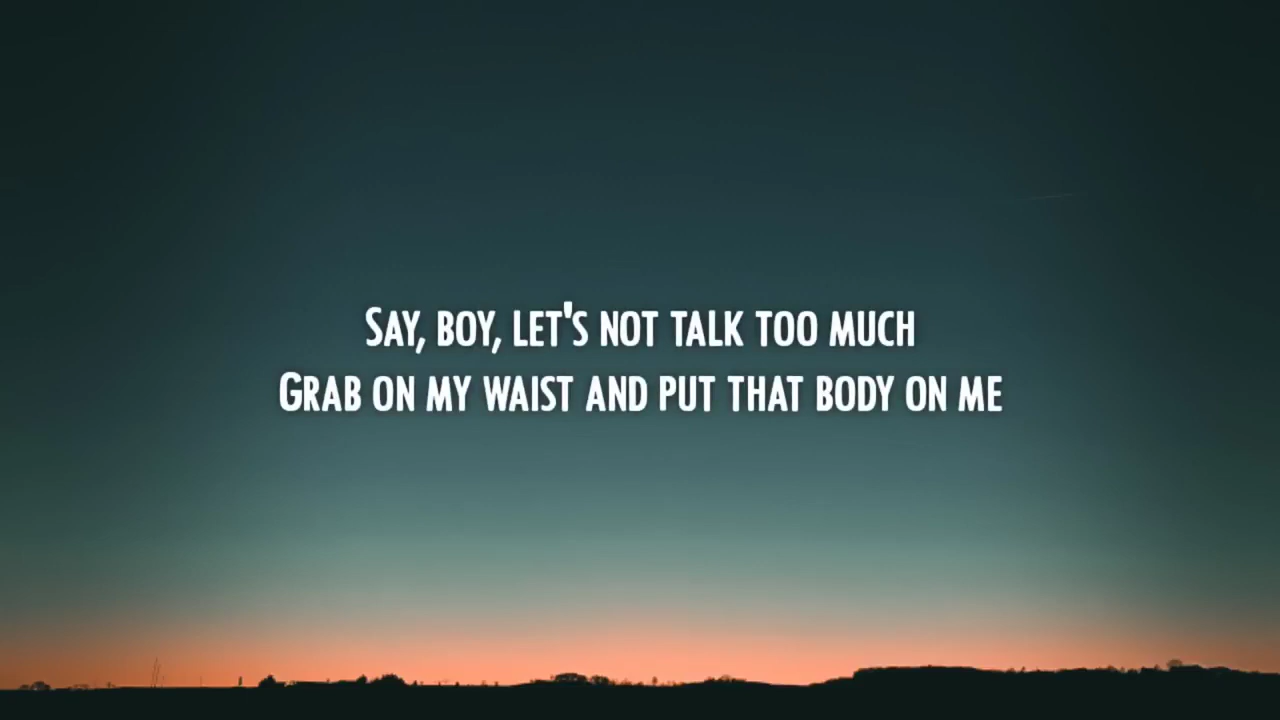 Say, boy, let's not talk too much
Grab on my waist and put that body on me